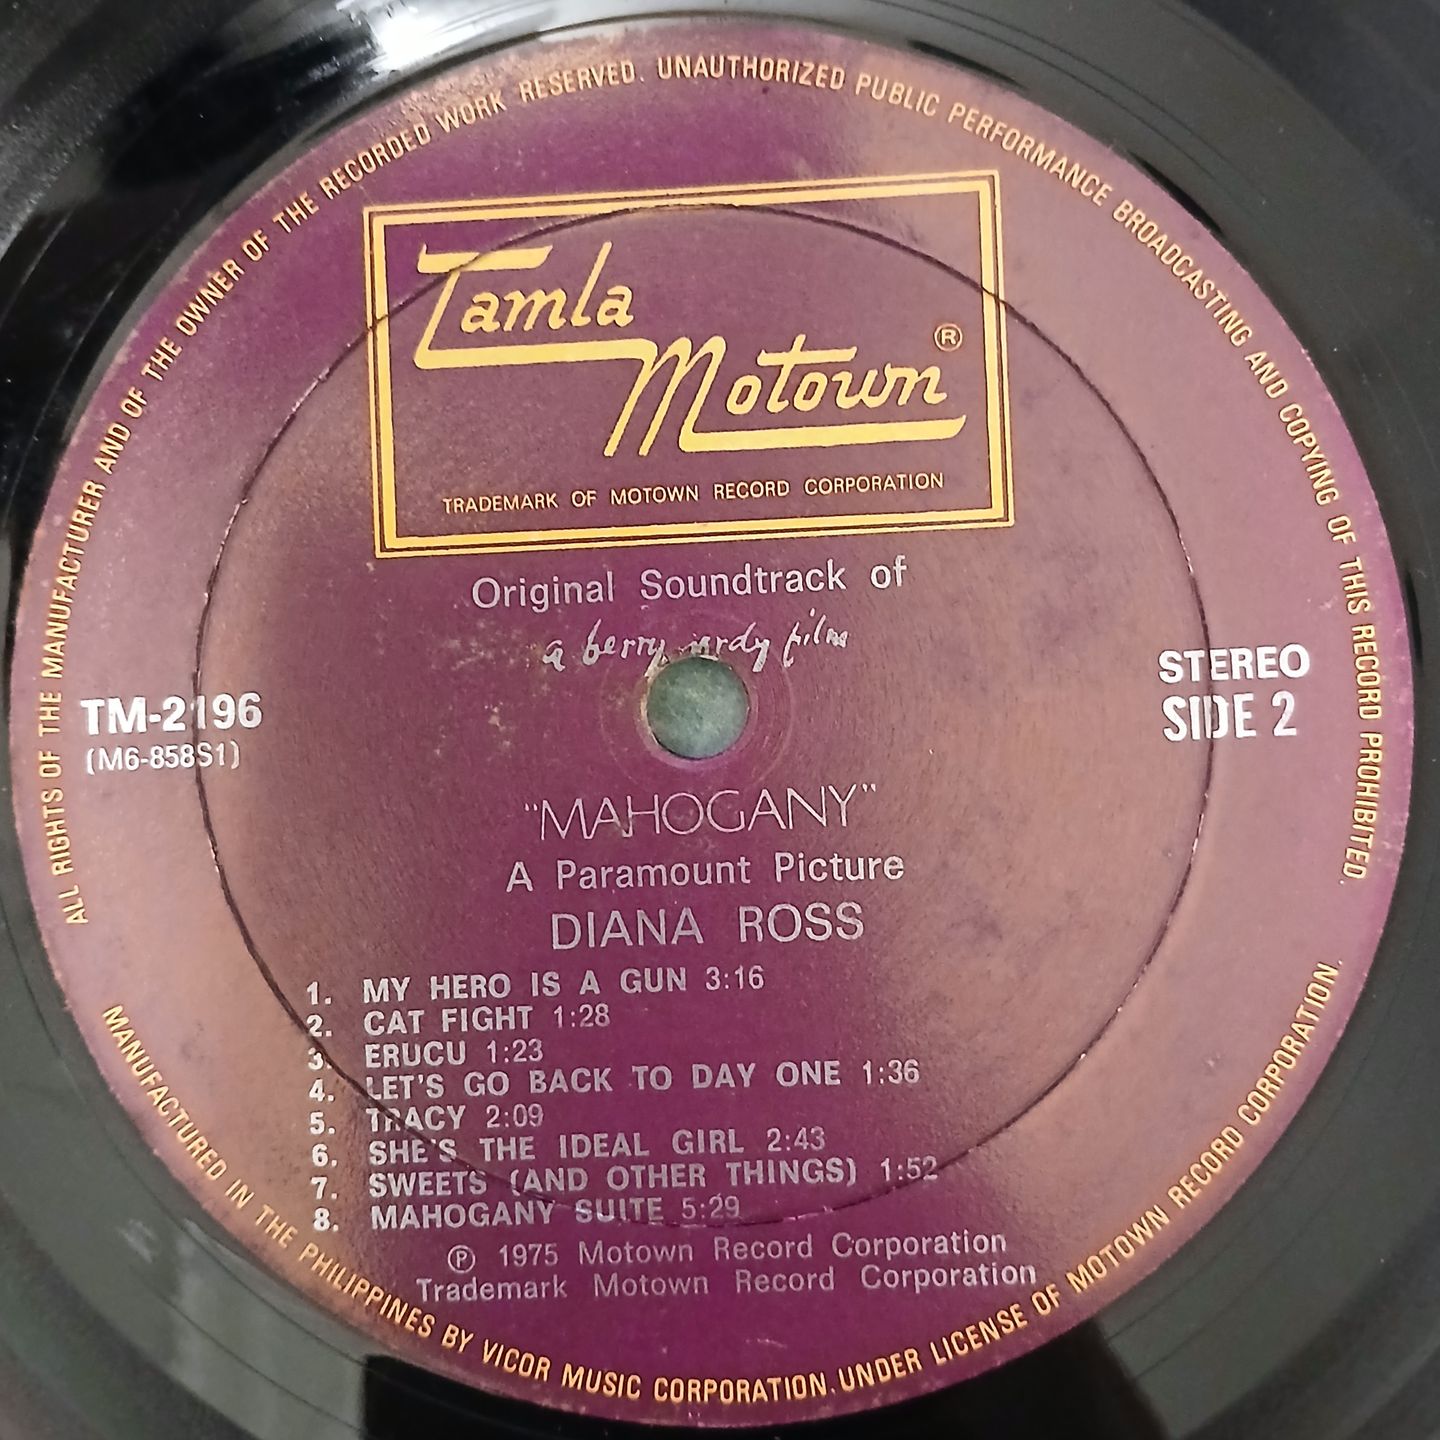 ALL RIGHTS OF THE MANUFACTURER AND OF THE OWNER OF THE RECORDED WORK RESERVED. UNAUTHORIZED PUBLIC PERFORMANCE BROADCASTING AND COPYING OF THIS RECORD PROHIBITED.
Tamla
Motown ®
TRADEMARK OF MOTOWN RECORD CORPORATION
Original Soundtrack of
a berry film
TM-2196
(M6-858S1)
STEREO
SIDE 2
"MAHOGANY"
A Paramount Picture
DIANA ROSS
1. MY HERO IS A GUN 3:16
2. CAT FIGHT 1:28
3. ERUCU 1:23
4. LET'S GO BACK TO DAY ONE 1:36
5. TRACY 2:09
6. SHE'S THE IDEAL GIRL 2:43
7. SWEETS (AND OTHER THINGS) 1:52
8. MAHOGANY SUITE 5:29
℗ 1975 Motown Record Corporation
Trademark Motown Record Corporation
MANUFACTURED IN THE PHILIPPINES BY VICOR MUSIC CORPORATION. UNDER LICENSE OF MOTOWN RECORD CORPORATION.